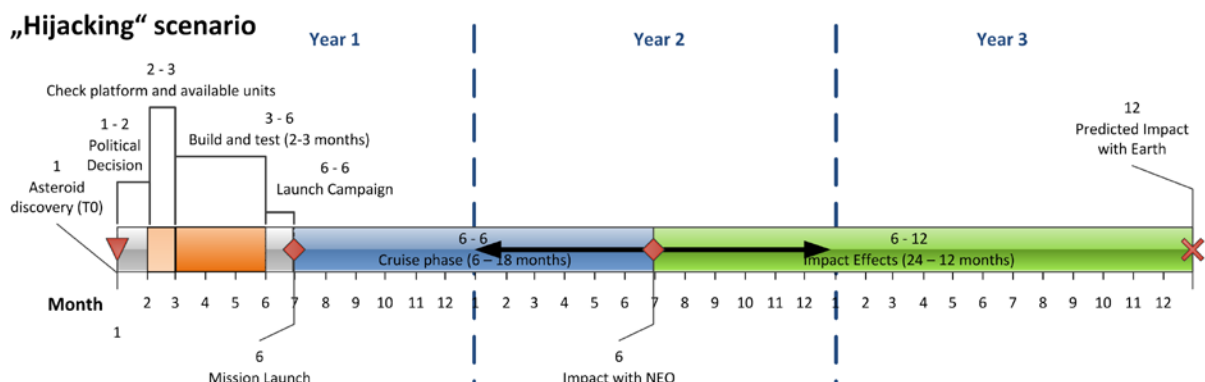 „Hijacking“ scenario
Year 1
Year 2
Year 3
2 - 3
Check platform and available units
1 - 2
Political
Decision
3 - 6
Build and test (2-3 months)
1
Asteroid
discovery (T0)
6 - 6
Launch Campaign
12
Predicted Impact
with Earth
6 - 6
Cruise phase (6 – 18 months)
6 - 12
Impact Effects (24 – 12 months)
Month
1
2 3 4 5 6 7 8 9 10 11 12 1 2 3 4 5 6 7 8 9 10 11 12 1 2 3 4 5 6 7 8 9 10 11 12
6
Mission Launch
6
Impact with NEO